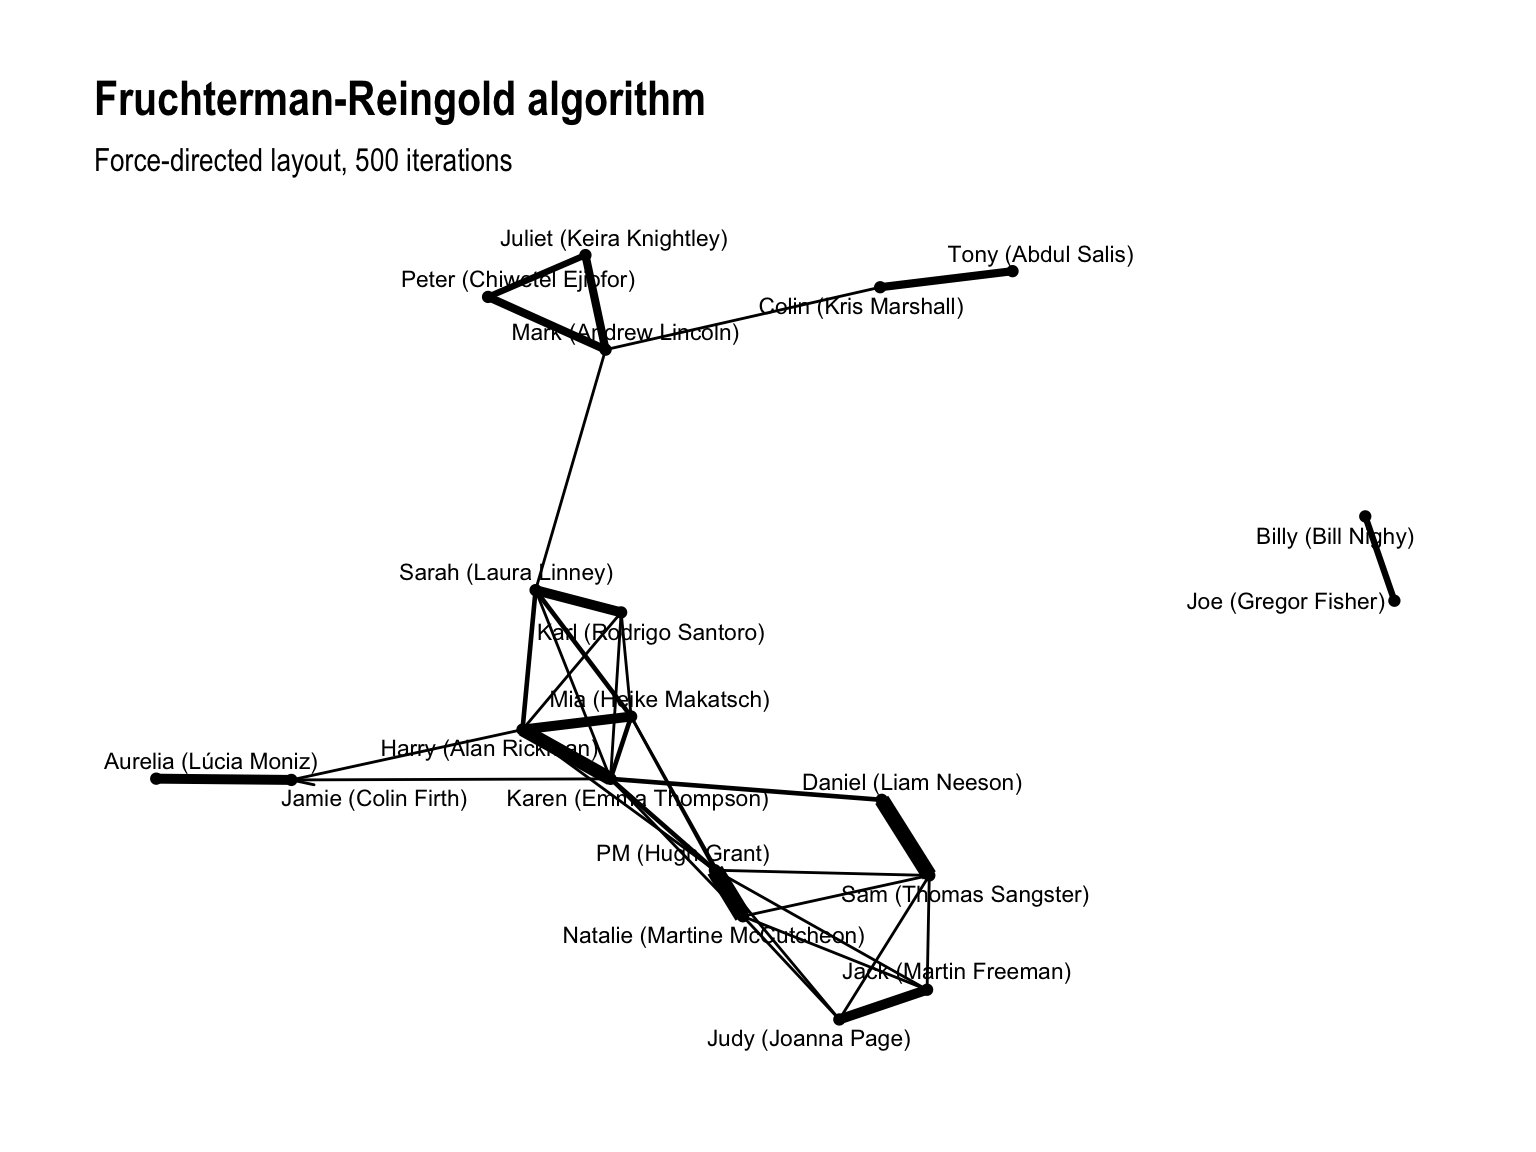 Fruchterman-Reingold algorithm
Force-directed layout, 500 iterations
Juliet (Keira Knightley)
Tony (Abdul Salis)
Peter (Chiwetel Ejiofor)
Colin (Kris Marshall)
Mark (Andrew Lincoln)
Billy (Bill Nighy)
Sarah (Laura Linney)
Joe (Gregor Fisher)
Karl (Rodrigo Santoro)
Mia (Heike Makatsch)
Harry (Alan Rickman)
Aurelia (Lúcia Moniz)
Daniel (Liam Neeson)
Jamie (Colin Firth)
Karen (Emma Thompson)
PM (Hugh Grant)
Sam (Thomas Sangster)
Natalie (Martine McCutcheon)
Jack (Martin Freeman)
Judy (Joanna Page)